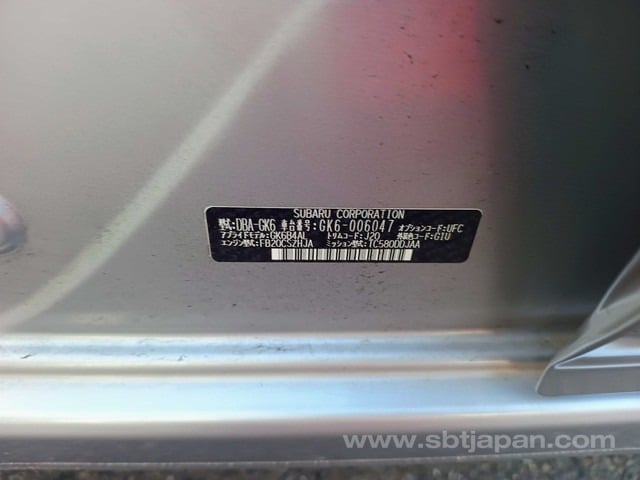 SUBARU CORPORATION
型式:DBA-GK6 車台番号:GK6-006047 オプションコード:UFC
アプライドモデル:GK6B4AL トリムコード:J20 外装色コード:G1U
エンジン型式:FB20CSZHJA ミッション型式:TC580DDJAA
www.sbtjapan.com